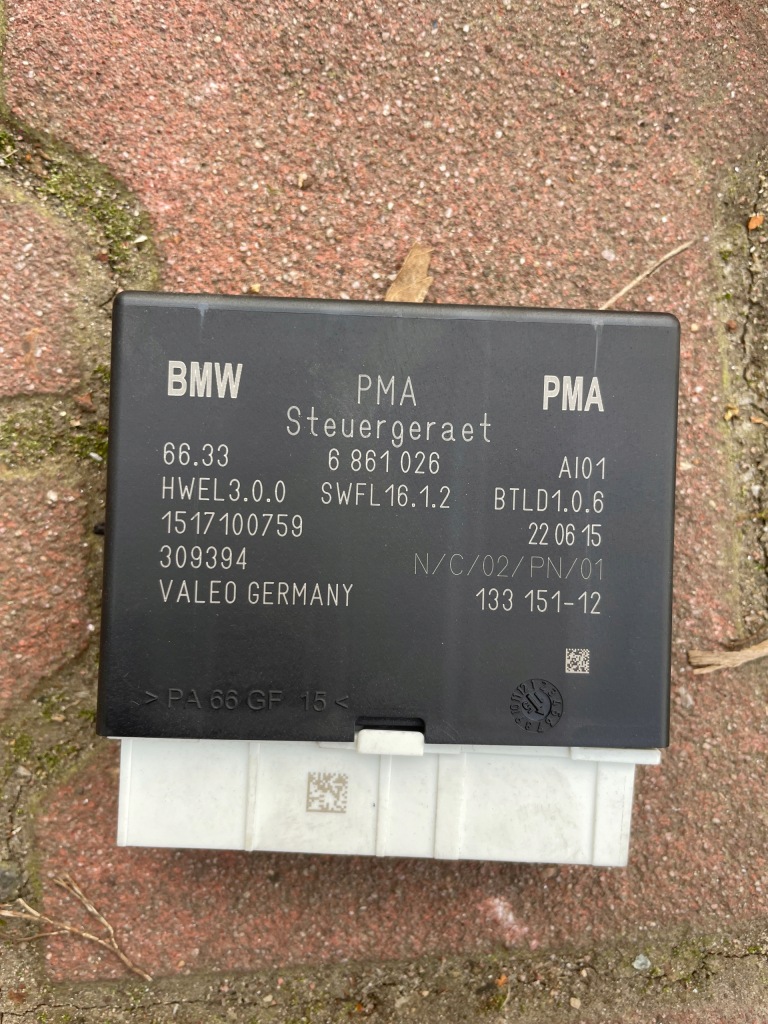 BMW PMA PMA
Steuergeraet
66.33 6 861 026 AI01
HWEL3.0.0 SWFL16.1.2 BTLD1.0.6
1517100759 22 06 15
309394 N/C/02/PN/01
VALEO GERMANY 133 151-12
>PA 66 GF 15<